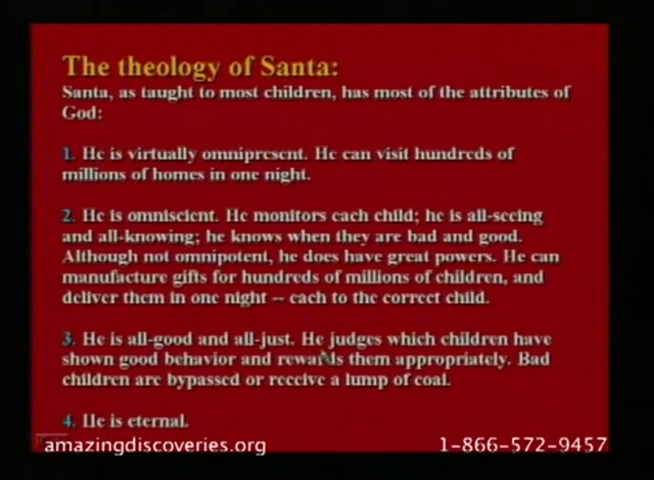 The theology of Santa:
Santa, as taught to most children, has most of the attributes of
God:
1. He is virtually omnipresent. He can visit hundreds of
millions of homes in one night.
2. He is omniscient. He monitors each child; he is all-seeing
and all-knowing; he knows when they are bad and good.
Although not omnipotent, he does have great powers. He can
manufacture gifts for hundreds of millions of children, and
deliver them in one night -- each to the correct child.
3. He is all-good and all-just. He judges which children have
shown good behavior and rewards them appropriately. Bad
children are bypassed or receive a lump of coal.
4. He is eternal.
amazingdiscoveries.org 1-866-572-9457